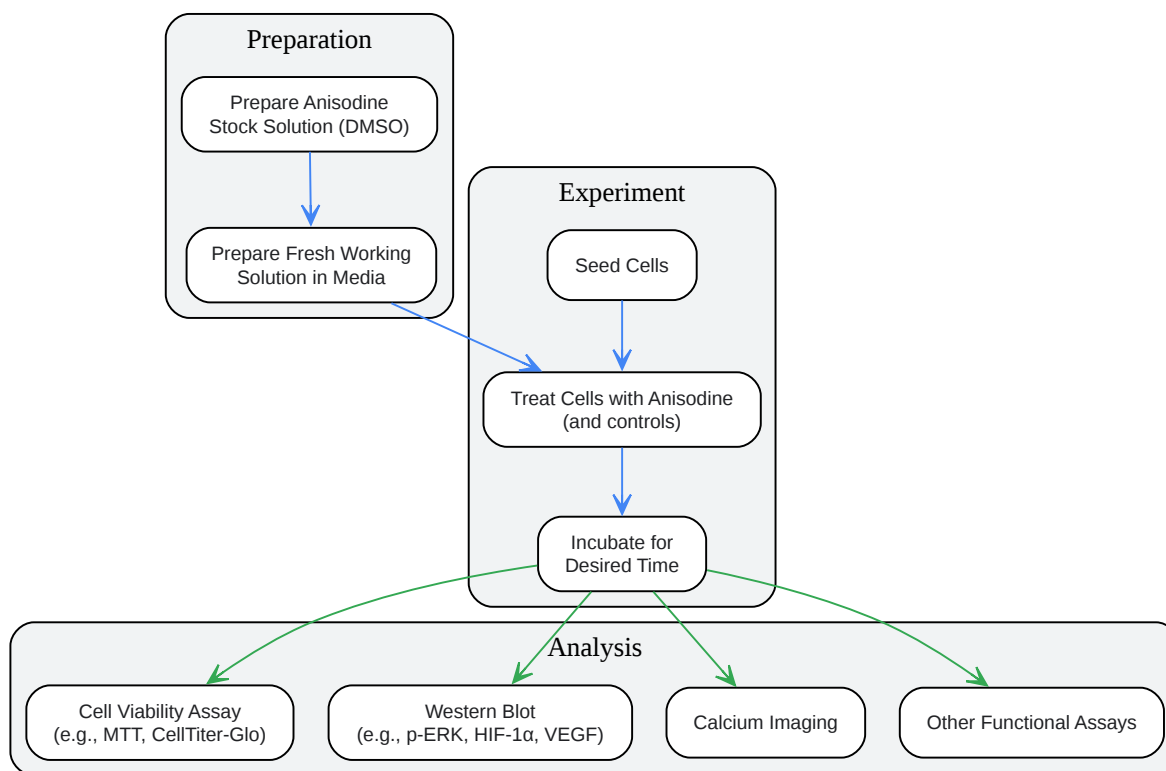 Preparation
Prepare Anisodine
Stock Solution (DMSO)
Prepare Fresh Working
Solution in Media
Experiment
Seed Cells
Treat Cells with Anisodine
(and controls)
Incubate for
Desired Time
Analysis
Cell Viability Assay
(e.g., MTT, CellTiter-Glo)
Western Blot
(e.g., p-ERK, HIF-1α, VEGF)
Calcium Imaging
Other Functional Assays